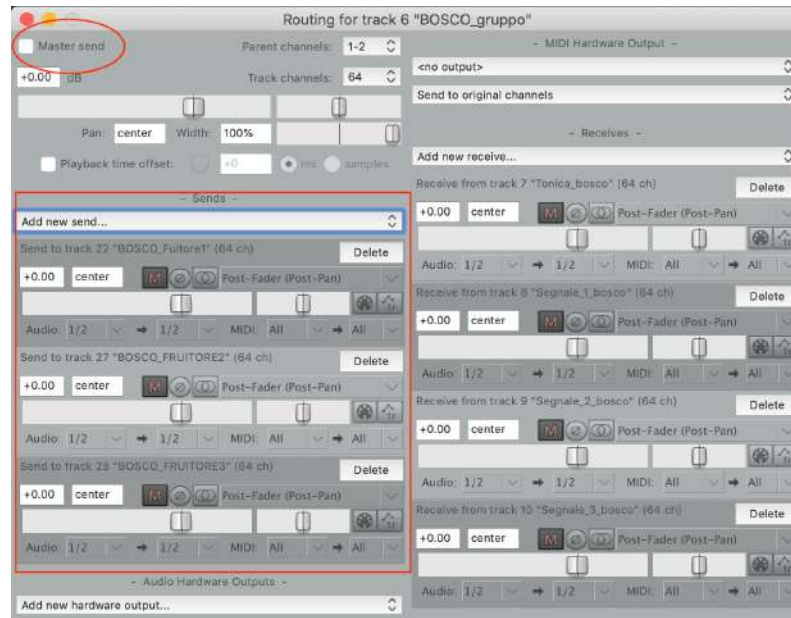 Routing for track 6 "BOSCO_gruppo"
Master send
Parent channels: 1-2
+0.00 dB
Track channels: 64
Pan: center Width: 100%
Playback time offset: +0 ms samples
- Sends -
Add new send...
Send to track 22 "BOSCO_Fuitore1" (64 ch)
Delete
+0.00 center M Post-Fader (Post-Pan)
Audio: 1/2 → 1/2 MIDI: All → All
Send to track 27 "BOSCO_FRUITORE2" (64 ch)
Delete
+0.00 center M Post-Fader (Post-Pan)
Audio: 1/2 → 1/2 MIDI: All → All
Send to track 28 "BOSCO_FRUITORE3" (64 ch)
Delete
+0.00 center M Post-Fader (Post-Pan)
Audio: 1/2 → 1/2 MIDI: All → All
- Audio Hardware Outputs -
Add new hardware output...
- MIDI Hardware Output -
<no output>
Send to original channels
- Receives -
Add new receive...
Receive from track 7 "Tonica_bosco" (64 ch)
Delete
+0.00 center M Post-Fader (Post-Pan)
Audio: 1/2 → 1/2 MIDI: All → All
Receive from track 8 "Segnale_1_bosco" (64 ch)
Delete
+0.00 center M Post-Fader (Post-Pan)
Audio: 1/2 → 1/2 MIDI: All → All
Receive from track 9 "Segnale_2_bosco" (64 ch)
Delete
+0.00 center M Post-Fader (Post-Pan)
Audio: 1/2 → 1/2 MIDI: All → All
Receive from track 10 "Segnale_3_bosco" (64 ch)
Delete
+0.00 center M Post-Fader (Post-Pan)
Audio: 1/2 → 1/2 MIDI: All → All